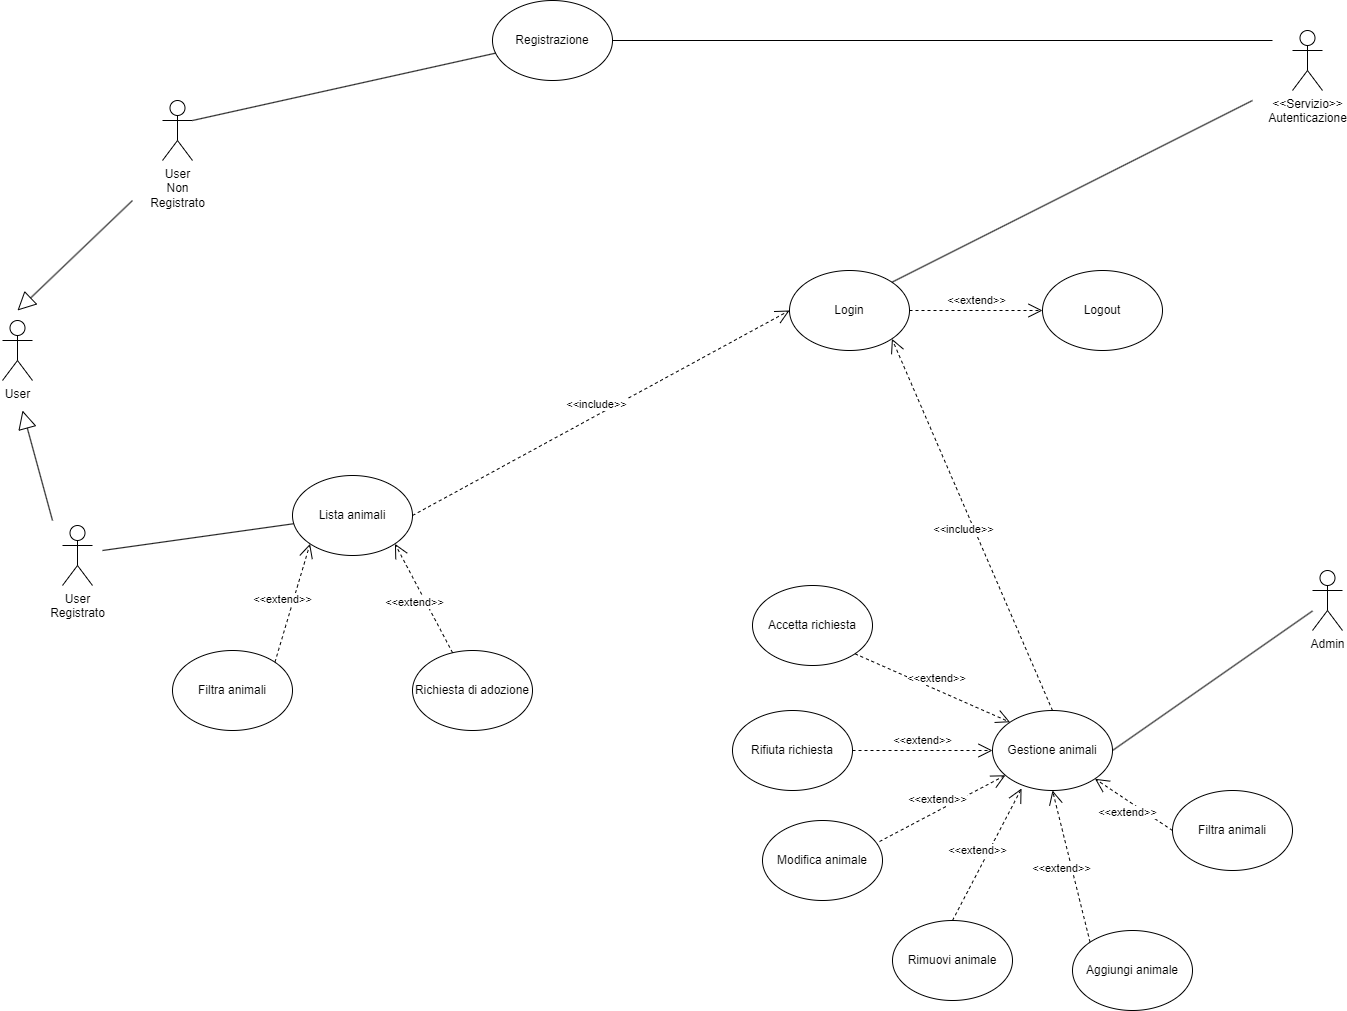 Registrazione
<<Servizio>>
Autenticazione
User
Non
Registrato
Login
<<extend>>
Logout
User
<<include>>
Lista animali
<<include>>
User
Registrato
<<extend>>
<<extend>>
Accetta richiesta
Admin
Filtra animali
Richiesta di adozione
<<extend>>
Rifiuta richiesta
<<extend>>
Gestione animali
<<extend>>
<<extend>>
Filtra animali
Modifica animale
<<extend>>
<<extend>>
Rimuovi animale
Aggiungi animale